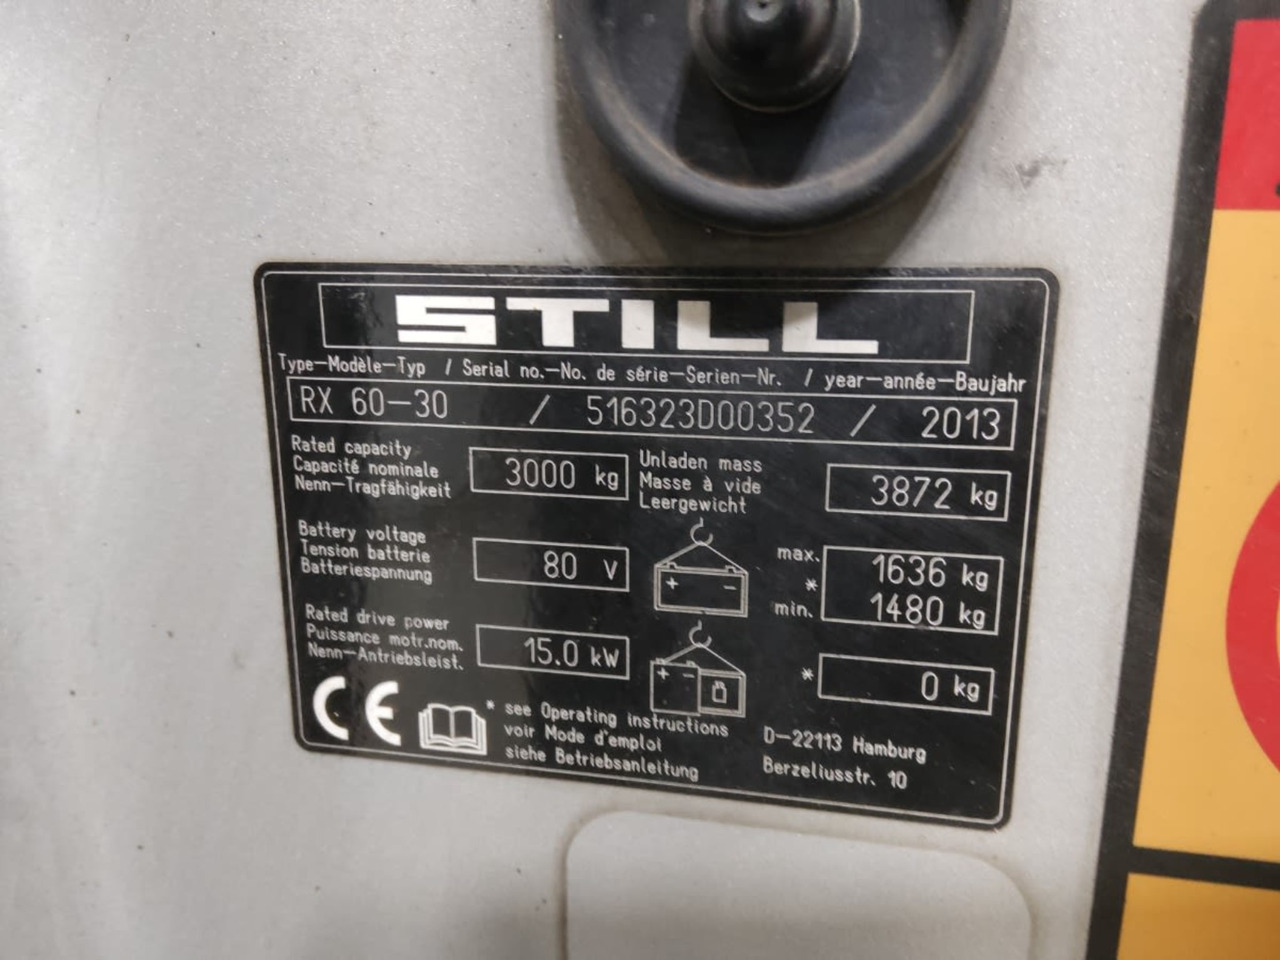 STILL
Type-Modèle-Typ / Serial no.-No. de série-Serien-Nr. / year-année-Baujahr
RX 60-30 / 516323D00352 / 2013
Rated capacity
Capacité nominale
Nenn-Tragfähigkeit
3000 kg
Unladen mass
Masse à vide
Leergewicht
3872 kg
Battery voltage
Tension batterie
Batteriespannung
80 V
+ -
max. 1636 kg
*
min. 1480 kg
Rated drive power
Puissance motr.nom.
Nenn-Antriebsleist.
15.0 kW
+ -
* 0 kg
CE
* see Operating instructions
voir Mode d'emploi
siehe Betriebsanleitung
D-22113 Hamburg
Berzeliusstr. 10